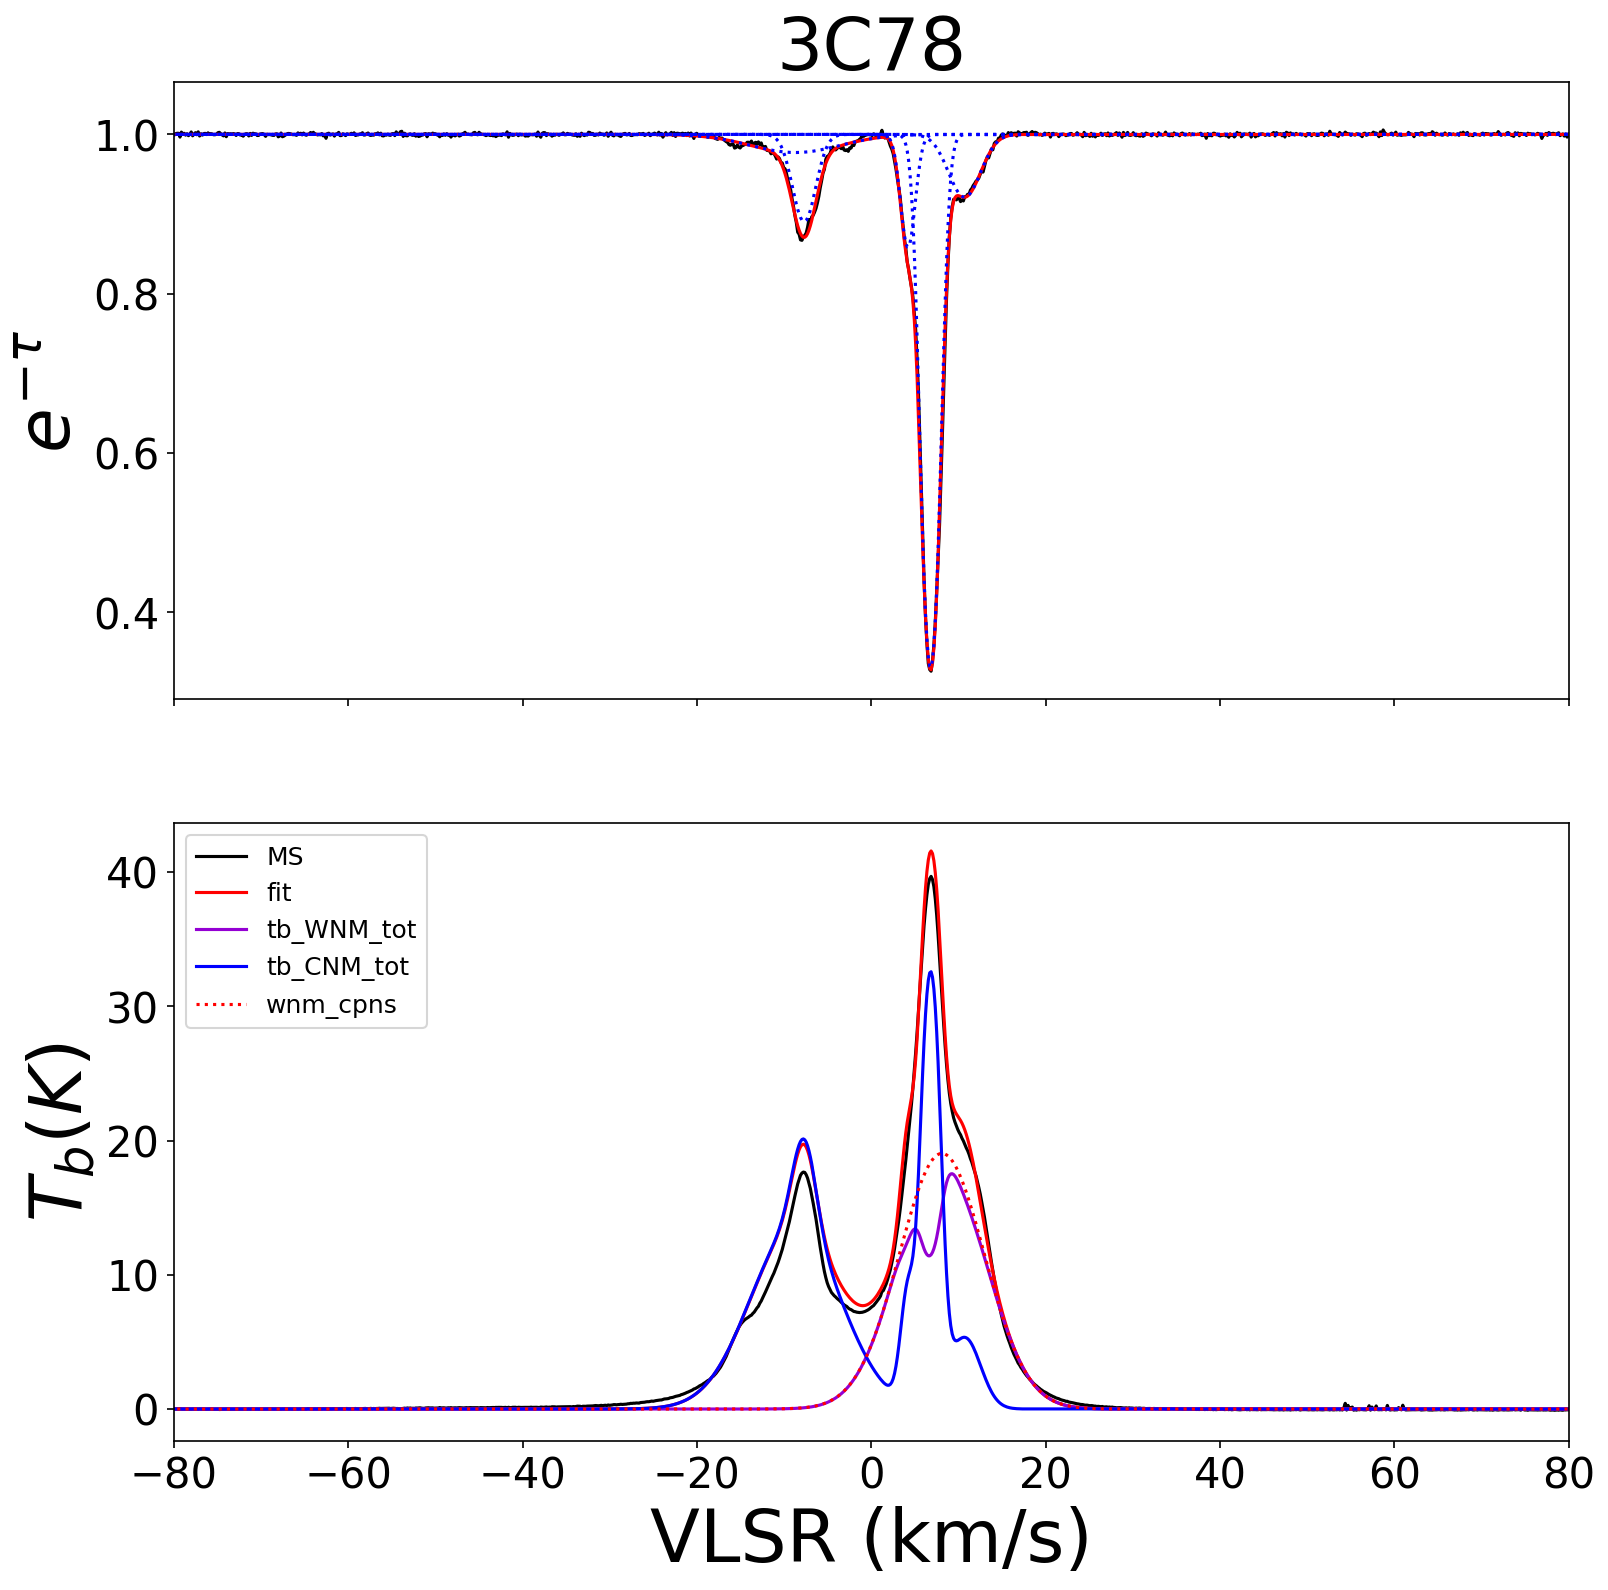 3C78
1.0
0.8
0.6
0.4
e^{−τ}
MS
fit
tb_WNM_tot
tb_CNM_tot
wnm_cpns
40
30
20
10
0
T_b(K)
−80 −60 −40 −20 0 20 40 60 80
VLSR (km/s)